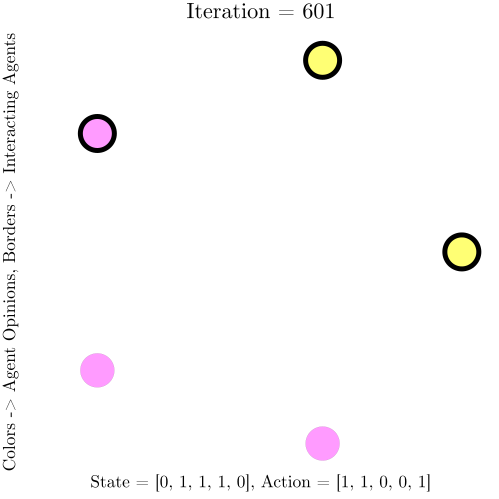 Iteration = 601
Colors -> Agent Opinions, Borders -> Interacting Agents
State = [0, 1, 1, 1, 0], Action = [1, 1, 0, 0, 1]